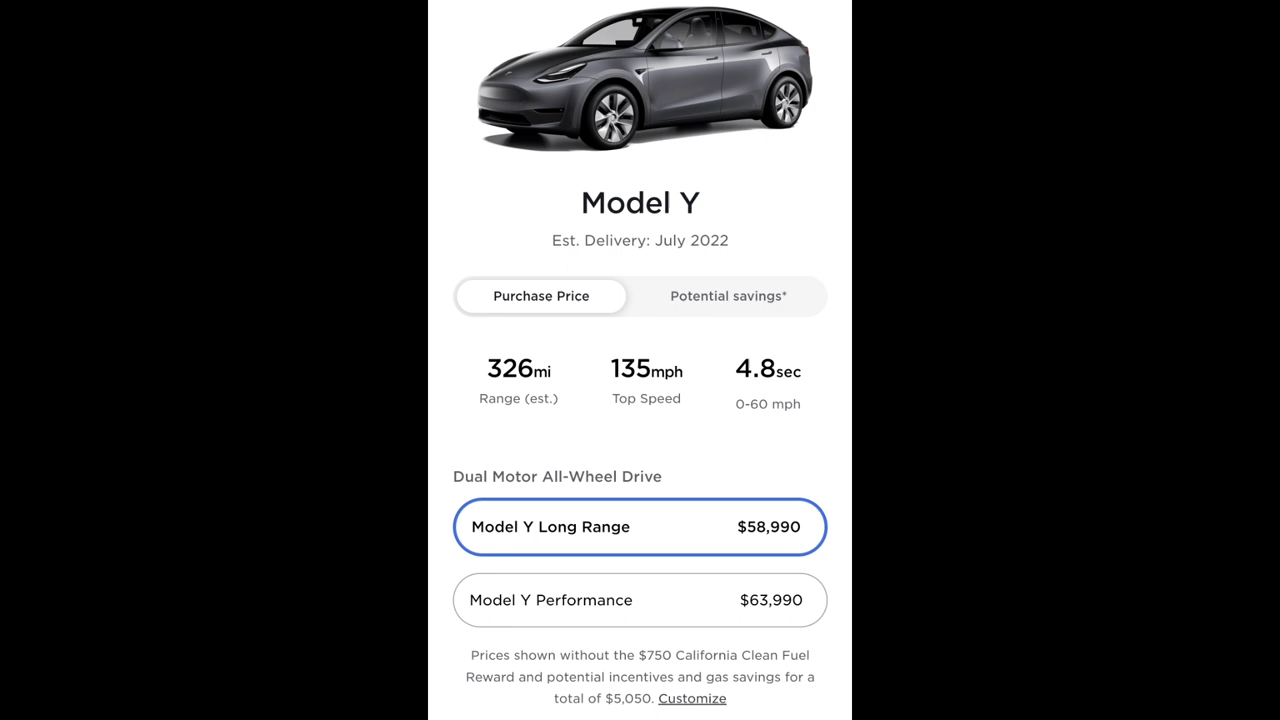 Model Y
Est. Delivery: July 2022
Purchase Price Potential savings*
326mi 135mph 4.8sec
Range (est.) Top Speed 0-60 mph
Dual Motor All-Wheel Drive
Model Y Long Range $58,990
Model Y Performance $63,990
Prices shown without the $750 California Clean Fuel
Reward and potential incentives and gas savings for a
total of $5,050. Customize